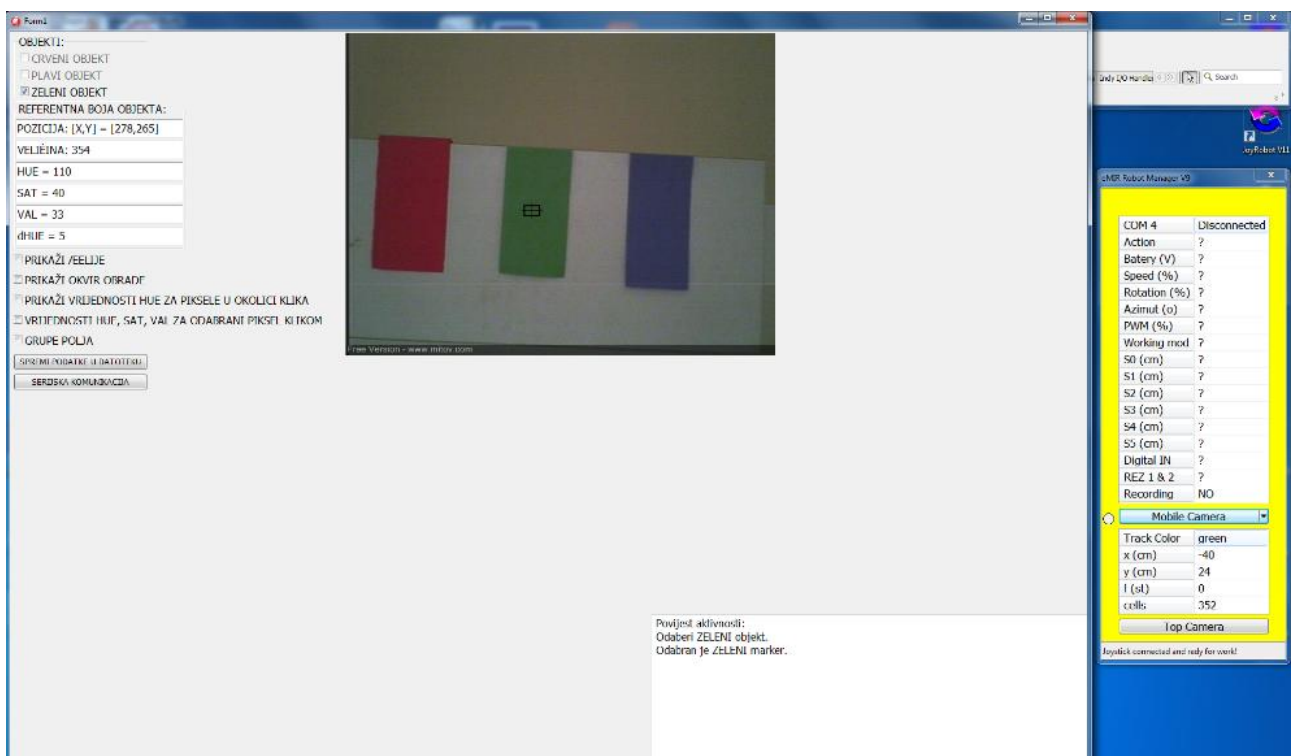 Form1
OBJEKTI:
CRVENI OBJEKT
PLAVI OBJEKT
ZELENI OBJEKT
REFERENTNA BOJA OBJEKTA:
POZICIJA: [X,Y] = [278,265]
VELIČINA: 354
HUE = 110
SAT = 40
VAL = 33
dHUE = 5
PRIKAŽI
PRIKAŽI OKVIR OBRADE
PRIKAŽI VRIJEDNOSTI HUE ZA PIKSELE U OKOLICI KLIKA
VRIJEDNOSTI HUE, SAT, VAL ZA ODABRANI PIKSEL KLIKOM
GRUPE POLJA
SPREMI PODATKE U DATOTEKU
SERIJSKA KOMUNIKACIJA
Free Version - www
Povijest aktivnosti:
Odaberi ZELENI objekt.
Odabran je ZELENI marker.
Indy I/O Handler
Search
JoyRobot V11
eMIR Robot Manager V9
COM 4 Disconnected
Action ?
Batery (V) ?
Speed (%) ?
Rotation (%) ?
Azimut (o) ?
PWM (%) ?
Working mod ?
S0 (cm) ?
S1 (cm) ?
S2 (cm) ?
S3 (cm) ?
S4 (cm) ?
S5 (cm) ?
Digital IN ?
REZ 1 & 2 ?
Recording NO
Mobile Camera
Track Color green
x (cm) -40
y (cm) 24
(st.) 0
cells 352
Top Camera
Joystick connected and redy for work!